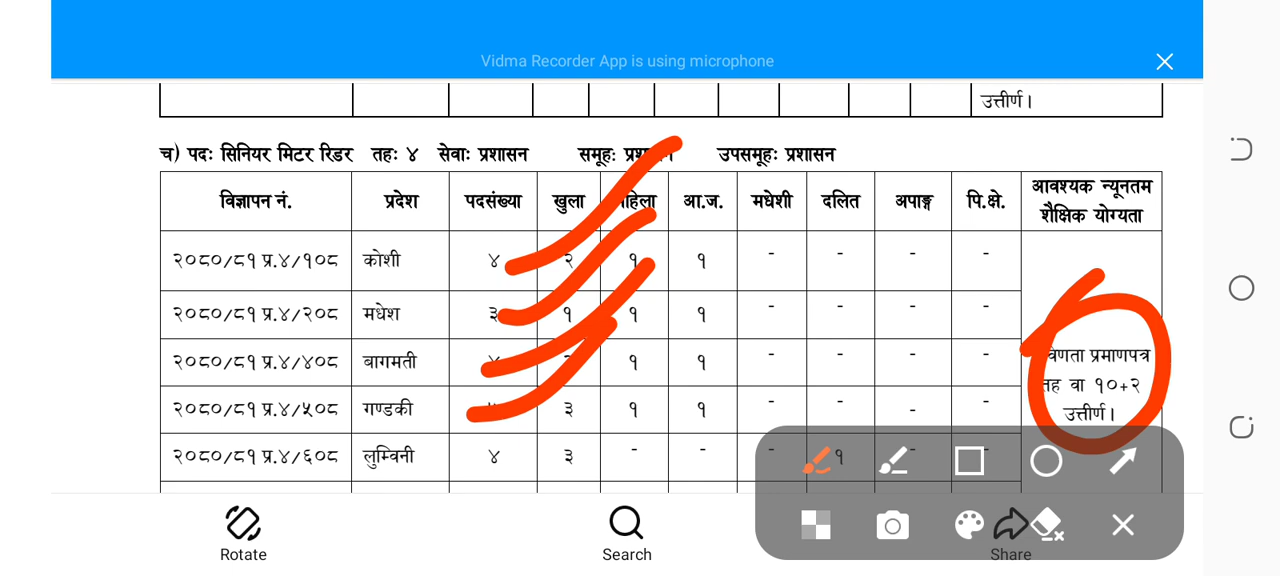 Vidma Recorder App is using microphone
उत्तीर्ण।
च) पदः सिनियर मिटर रिडर तहः ४ सेवाः प्रशासन समूहः उपसमूहः प्रशासन
विज्ञापन नं. प्रदेश पदसंख्या खुला आ.ज. मधेशी दलित अपाङ्ग पि.क्षे. आवश्यक न्यूनतम शैक्षिक योग्यता
२०८०/८१ प्र.४/१०८ कोशी ४ २ १ १ - - - -
२०८०/८१ प्र.४/२०८ मधेश ३ १ १ १ - - - -
२०८०/८१ प्र.४/४०८ बागमती १ १ - - - -
प्रमाणपत्र
२०८०/८१ प्र.४/५०८ गण्डकी ३ १ १ - - - -
तह वा १०+२
उत्तीर्ण।
२०८०/८१ प्र.४/६०८ लुम्विनी ४ ३ - - - १ - -
Rotate
Search
Share